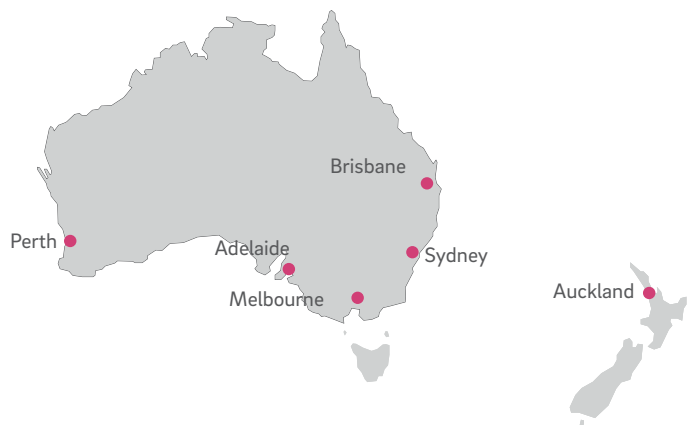 Brisbane
Perth
Adelaide
Sydney
Melbourne
Auckland